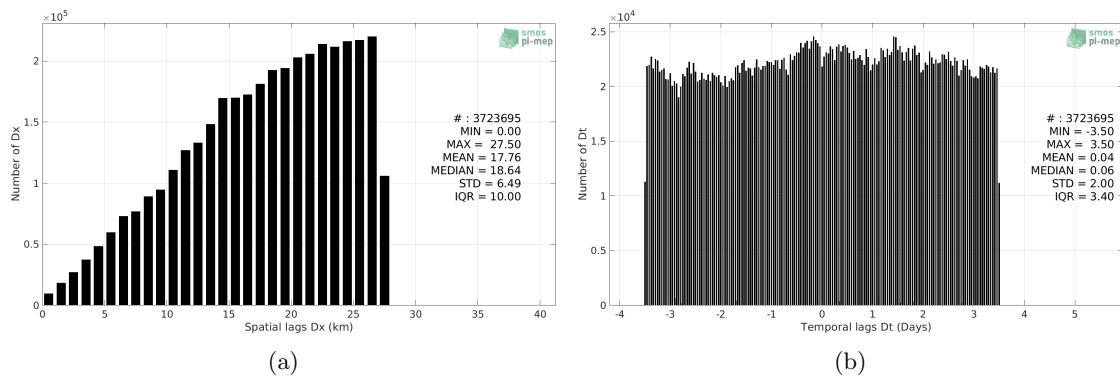 ×10⁵
smos
pi-mep
2
1.5
1
0.5
0
Number of Dx
# : 3723695
MIN = 0.00
MAX = 27.50
MEAN = 17.76
MEDIAN = 18.64
STD = 6.49
IQR = 10.00
0 5 10 15 20 25 30 35 40
Spatial lags Dx (km)
(a)
×10⁴
smos
pi-mep
2.5
2
1.5
1
0.5
0
Number of Dt
# : 3723695
MIN = -3.50
MAX = 3.50
MEAN = 0.04
MEDIAN = 0.06
STD = 2.00
IQR = 3.40
-4 -3 -2 -1 0 1 2 3 4 5
Temporal lags Dt (Days)
(b)